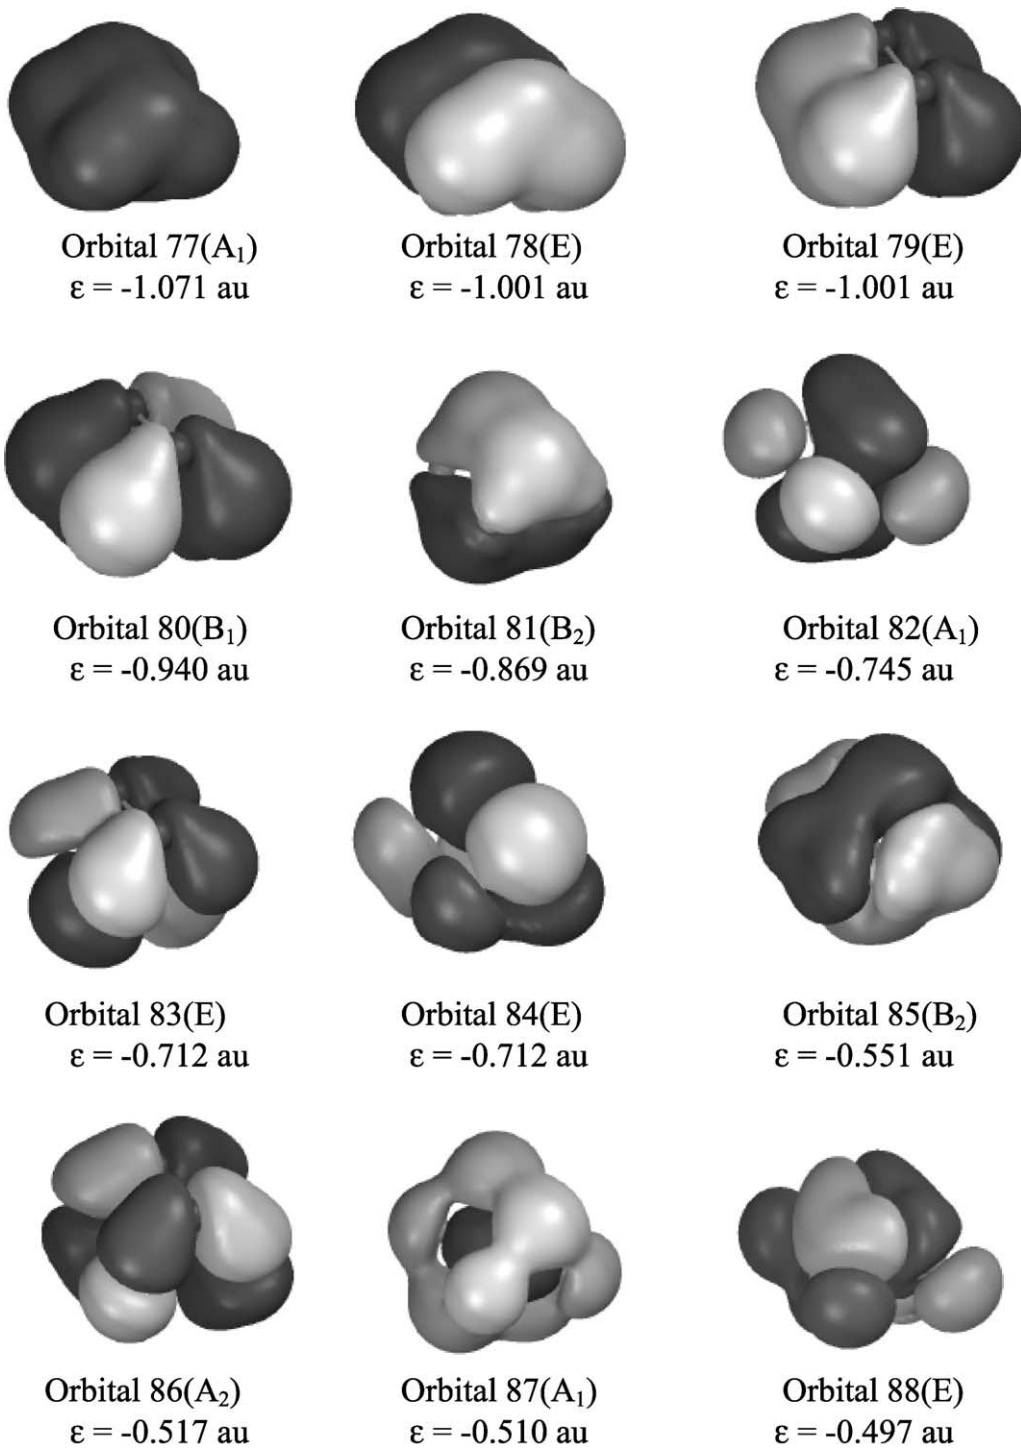 Orbital 77(A₁) Orbital 78(E) Orbital 79(E)
ε = -1.071 au ε = -1.001 au ε = -1.001 au
Orbital 80(B₁) Orbital 81(B₂) Orbital 82(A₁)
ε = -0.940 au ε = -0.869 au ε = -0.745 au
Orbital 83(E) Orbital 84(E) Orbital 85(B₂)
ε = -0.712 au ε = -0.712 au ε = -0.551 au
Orbital 86(A₂) Orbital 87(A₁) Orbital 88(E)
ε = -0.517 au ε = -0.510 au ε = -0.497 au